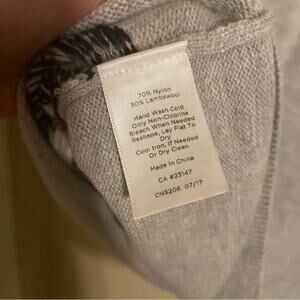 70% Nylon
30% Lambswool
Hand Wash Cold
Only Non-Chlorine
Bleach When Needed
Reshape, Lay Flat To
Dry
Cool Iron, If Needed
Or Dry Clean
Made In China
CA #23147
CN5206 07/17